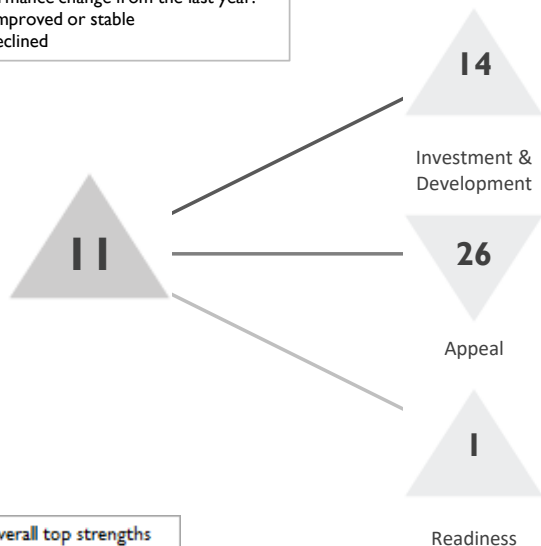 rmance change from the last year:
mproved or stable
eclined
14
Investment &
Development
11
26
Appeal
1
Readiness
verall top strengths